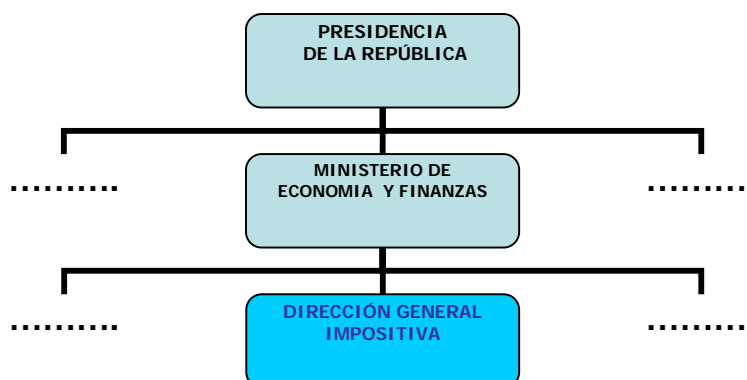 PRESIDENCIA
DE LA REPÚBLICA
MINISTERIO DE
ECONOMIA Y FINANZAS
.......... ..........
DIRECCIÓN GENERAL
IMPOSITIVA
.......... ..........